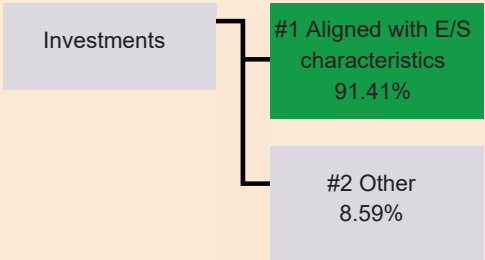 Investments
#1 Aligned with E/S
characteristics
91.41%
#2 Other
8.59%